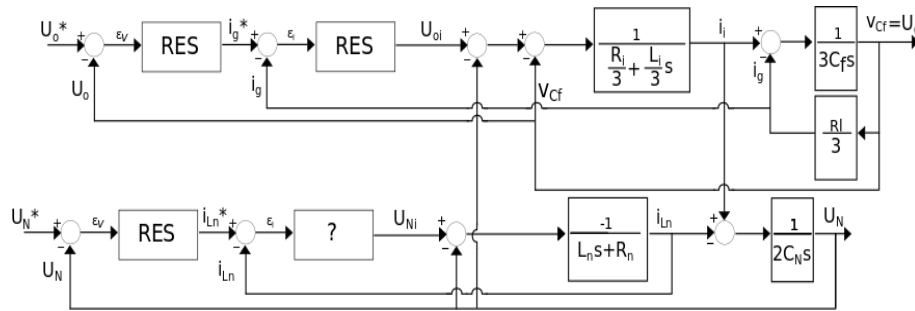 U_o* + - ε_v RES i_g* + - ε_i RES U_oi + - + - 1 / (R_i/3 + L_i/3 s) i_i + - 1 / 3C_f s v_Cf=U_o
U_o i_g v_Cf i_g Rl / 3
U_N* + - ε_v RES i_Ln* + - ε_i ? U_Ni + - -1 / L_n s+R_n i_Ln + - 1 / 2C_N s U_N
U_N i_Ln